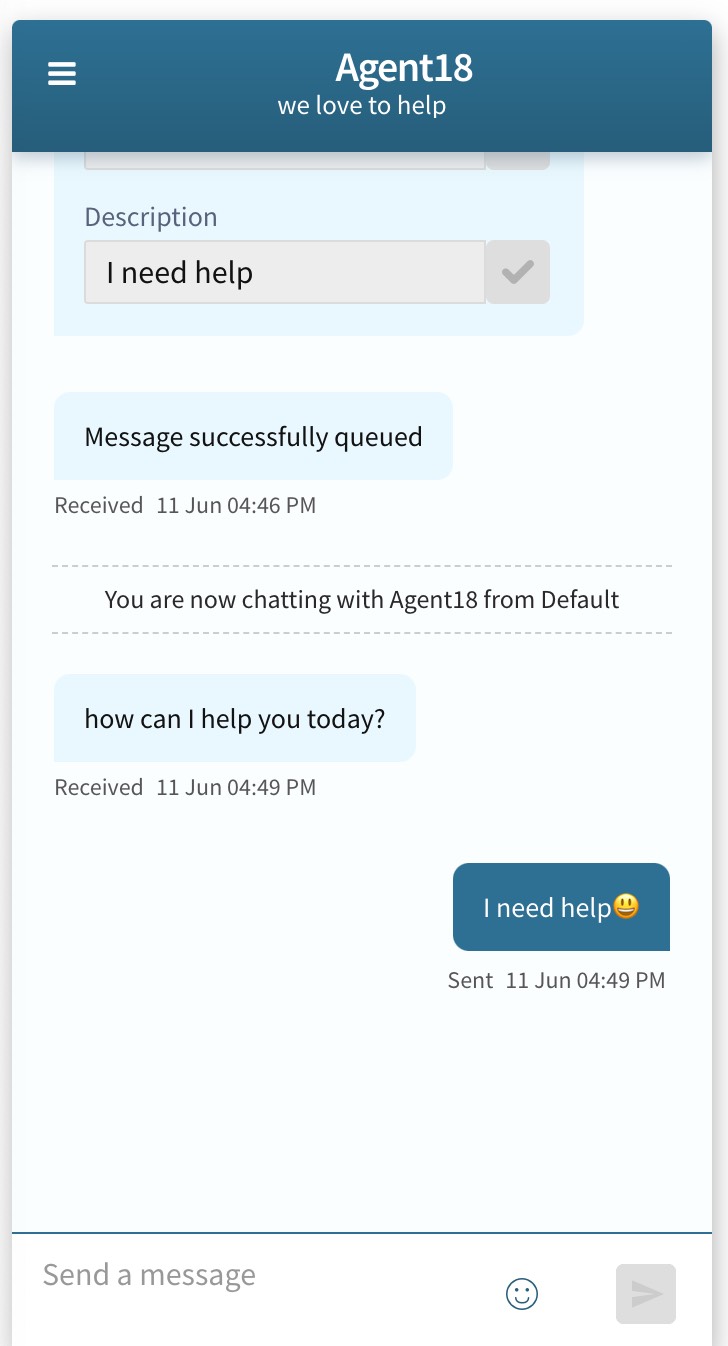 Agent18
we love to help
Description
I need help
Message successfully queued
Received 11 Jun 04:46 PM
You are now chatting with Agent18 from Default
how can I help you today?
Received 11 Jun 04:49 PM
I need help😃
Sent 11 Jun 04:49 PM
Send a message